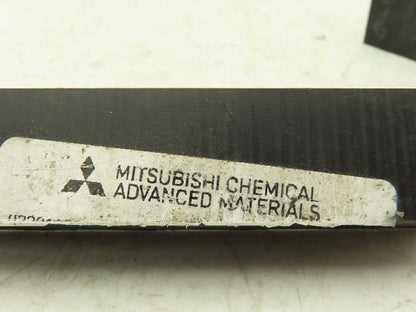 MITSUBISHI CHEMICAL
ADVANCED MATERIALS